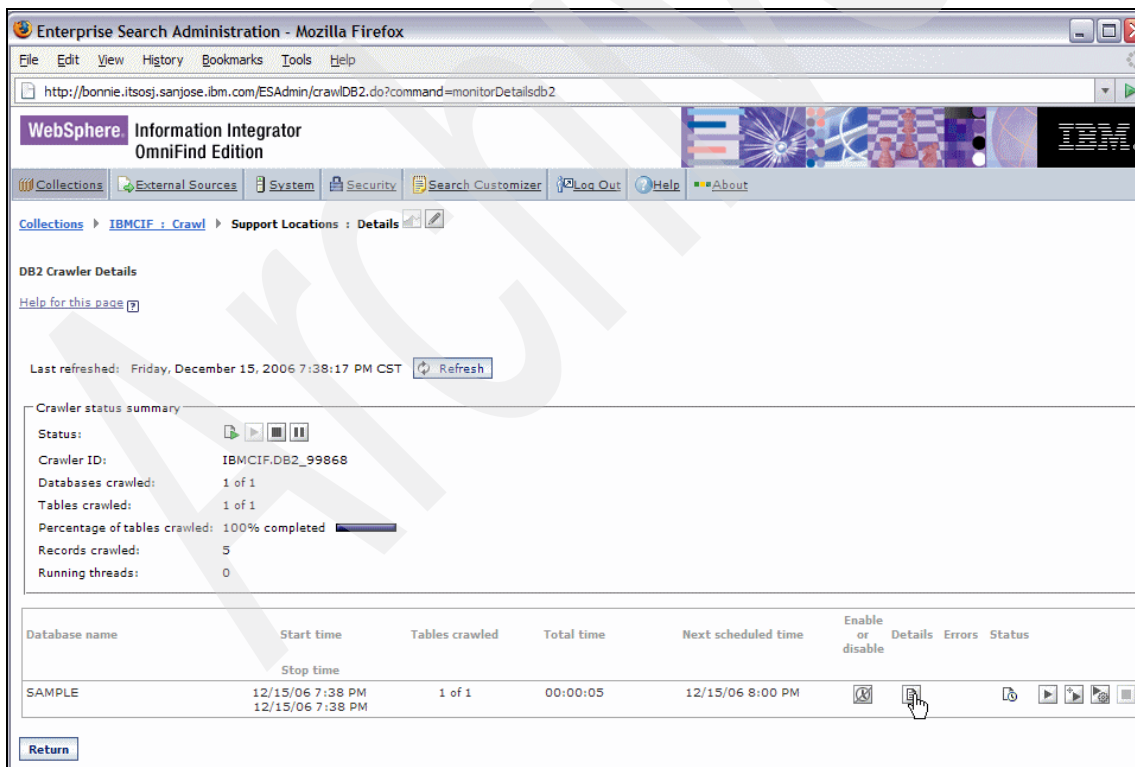 Enterprise Search Administration - Mozilla Firefox
File Edit View History Bookmarks Tools Help
http://bonnie.itsosj.sanjose.ibm.com/ESAdmin/crawlDB2.do?command=monitorDetailsdb2
WebSphere. Information Integrator
OmniFind Edition
IBM.
Collections External Sources System Security Search Customizer Log Out Help About
Collections IBMCIF : Crawl Support Locations : Details
DB2 Crawler Details
Help for this page ?
Last refreshed: Friday, December 15, 2006 7:38:17 PM CST Refresh
Crawler status summary
Status:
Crawler ID: IBMCIF.DB2_99868
Databases crawled: 1 of 1
Tables crawled: 1 of 1
Percentage of tables crawled: 100% completed
Records crawled: 5
Running threads: 0
Database name Start time Tables crawled Total time Next scheduled time Enable or disable Details Errors Status
Stop time
SAMPLE 12/15/06 7:38 PM 1 of 1 00:00:05 12/15/06 8:00 PM
12/15/06 7:38 PM
Return